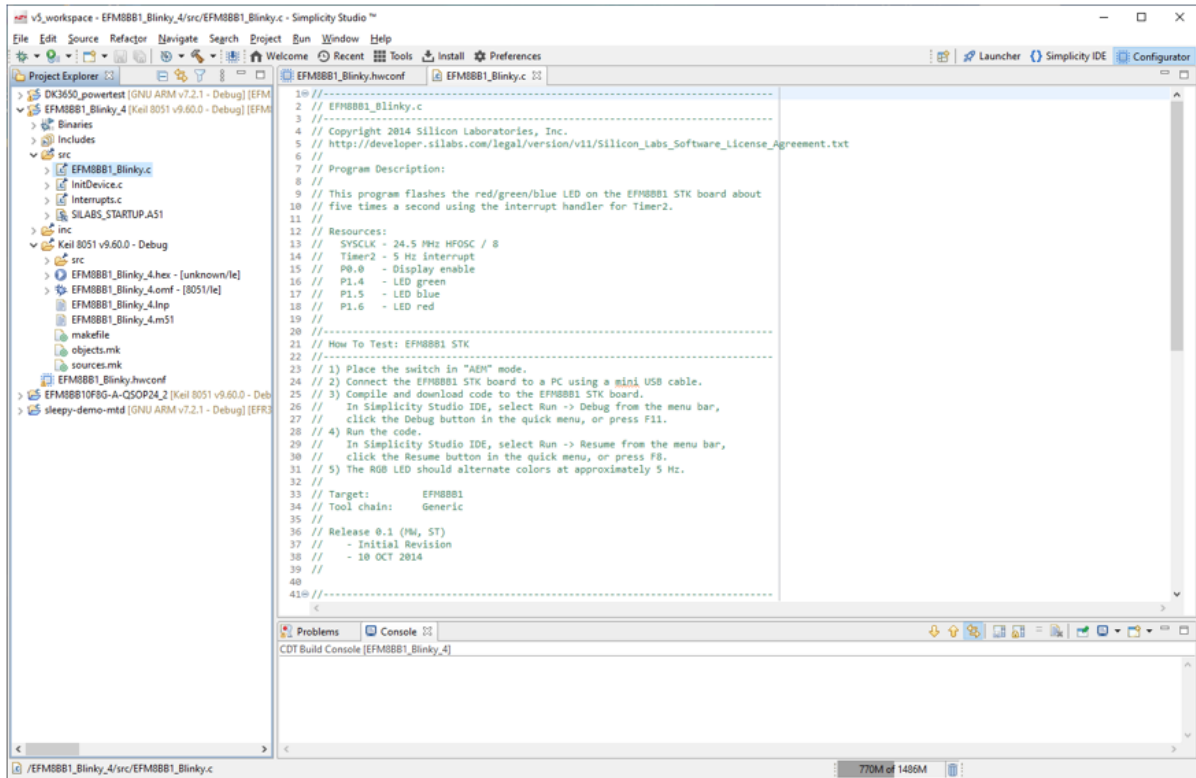 v5_workspace - EFM8BB1_Blinky_4/src/EFM8BB1_Blinky.c - Simplicity Studio ™
File Edit Source Refactor Navigate Search Project Run Window Help
Welcome Recent Tools Install Preferences
Launcher Simplicity IDE Configurator
Project Explorer
DK3650_powertest [GNU ARM v7.2.1 - Debug] [EFM
EFM8BB1_Blinky_4 [Keil 8051 v9.60.0 - Debug] [EFM
Binaries
Includes
src
EFM8BB1_Blinky.c
InitDevice.c
Interrupts.c
SILABS_STARTUP.A51
inc
Keil 8051 v9.60.0 - Debug
src
EFM8BB1_Blinky_4.hex - [unknown/le]
EFM8BB1_Blinky_4.omf - [8051/le]
EFM8BB1_Blinky_4.lnp
EFM8BB1_Blinky_4.m51
makefile
objects.mk
sources.mk
EFM8BB1_Blinky.hwconf
EFM8BB10F8G-A-QSOP24_2 [Keil 8051 v9.60.0 - Deb
sleepy-demo-mtd [GNU ARM v7.2.1 - Debug] [EFR3
EFM8BB1_Blinky.hwconf EFM8BB1_Blinky.c
1 //-----------------------------------------------------------------------------
2 // EFM8BB1_Blinky.c
3 //-----------------------------------------------------------------------------
4 // Copyright 2014 Silicon Laboratories, Inc.
5 // http://developer.silabs.com/legal/version/v11/Silicon_Labs_Software_License_Agreement.txt
6 //
7 // Program Description:
8 //
9 // This program flashes the red/green/blue LED on the EFM8BB1 STK board about
10 // five times a second using the interrupt handler for Timer2.
11 //
12 // Resources:
13 // SYSCLK - 24.5 MHz HFOSC / 8
14 // Timer2 - 5 Hz interrupt
15 // P0.0 - Display enable
16 // P1.4 - LED green
17 // P1.5 - LED blue
18 // P1.6 - LED red
19 //
20 //-----------------------------------------------------------------------------
21 // How To Test: EFM8BB1 STK
22 //-----------------------------------------------------------------------------
23 // 1) Place the switch in "AEM" mode.
24 // 2) Connect the EFM8BB1 STK board to a PC using a mini USB cable.
25 // 3) Compile and download code to the EFM8BB1 STK board.
26 // In Simplicity Studio IDE, select Run -> Debug from the menu bar,
27 // click the Debug button in the quick menu, or press F11.
28 // 4) Run the code.
29 // In Simplicity Studio IDE, select Run -> Resume from the menu bar,
30 // click the Resume button in the quick menu, or press F8.
31 // 5) The RGB LED should alternate colors at approximately 5 Hz.
32 //
33 // Target: EFM8BB1
34 // Tool chain: Generic
35 //
36 // Release 0.1 (MW, ST)
37 // - Initial Revision
38 // - 10 OCT 2014
39 //
40
41 //-----------------------------------------------------------------------------
Problems Console
CDT Build Console [EFM8BB1_Blinky_4]
/EFM8BB1_Blinky_4/src/EFM8BB1_Blinky.c
770M of 1486M